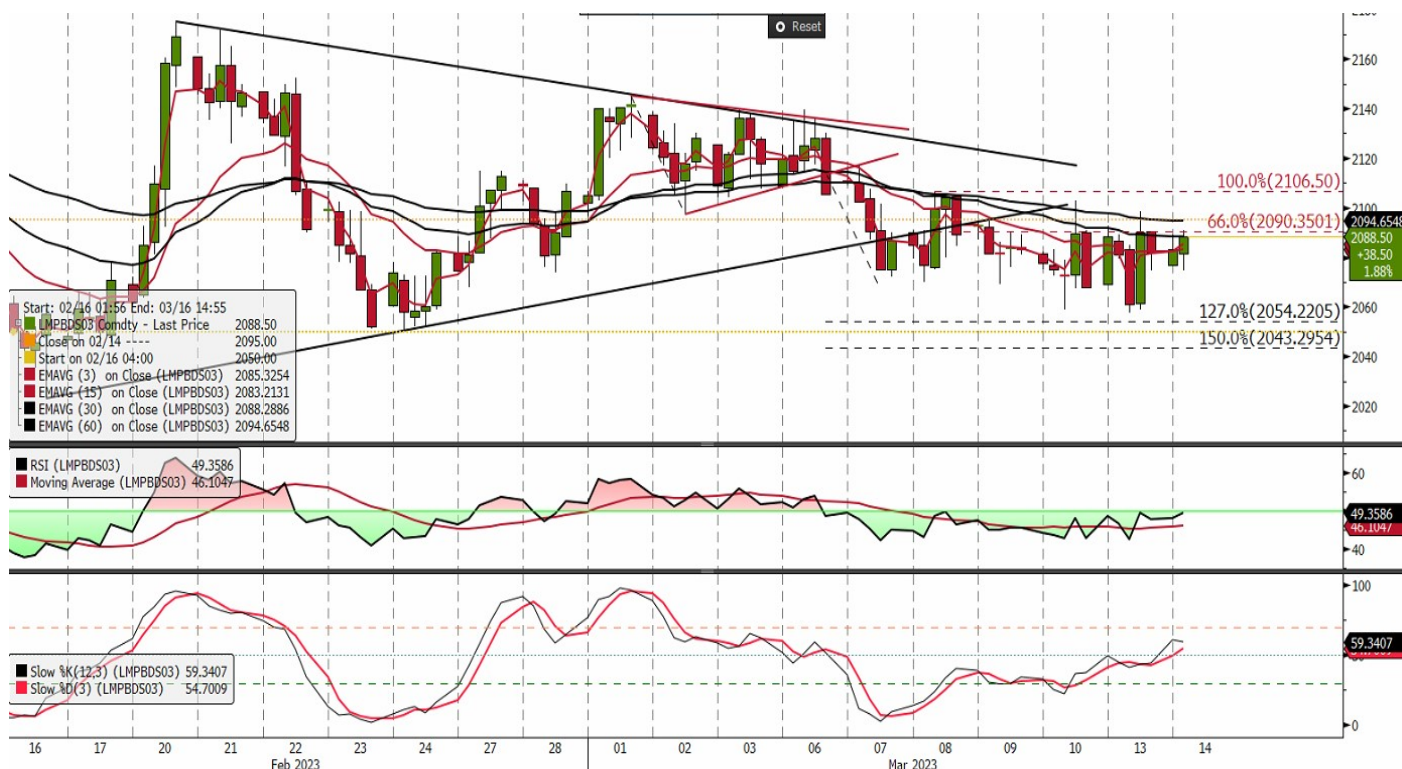 Reset
2180
2160
2140
2120
2100
2060
2040
2020
100.0%(2106.50)
66.0%(2090.3501)
127.0%(2054.2205)
150.0%(2043.2954)
2094.6548
2088.50
+38.50
1.88%
Start: 02/16 01:56 End: 03/16 14:55
LMPBDS03 Comdty - Last Price 2088.50
Close on 02/14 ---- 2095.00
Start on 02/16 04:00 2050.00
EMAVG (3) on Close (LMPBDS03) 2085.3254
EMAVG (15) on Close (LMPBDS03) 2083.2131
EMAVG (30) on Close (LMPBDS03) 2088.2886
EMAVG (60) on Close (LMPBDS03) 2094.6548
RSI (LMPBDS03) 49.3586
Moving Average (LMPBDS03) 46.1047
60
49.3586
46.1047
40
Slow %K(12,3) (LMPBDS03) 59.3407
Slow %D(3) (LMPBDS03) 54.7009
100
59.3407
0
16 17 20 21 22 23 24 27 28 01 02 03 06 07 08 09 10 13 14
Feb 2023 Mar 2023